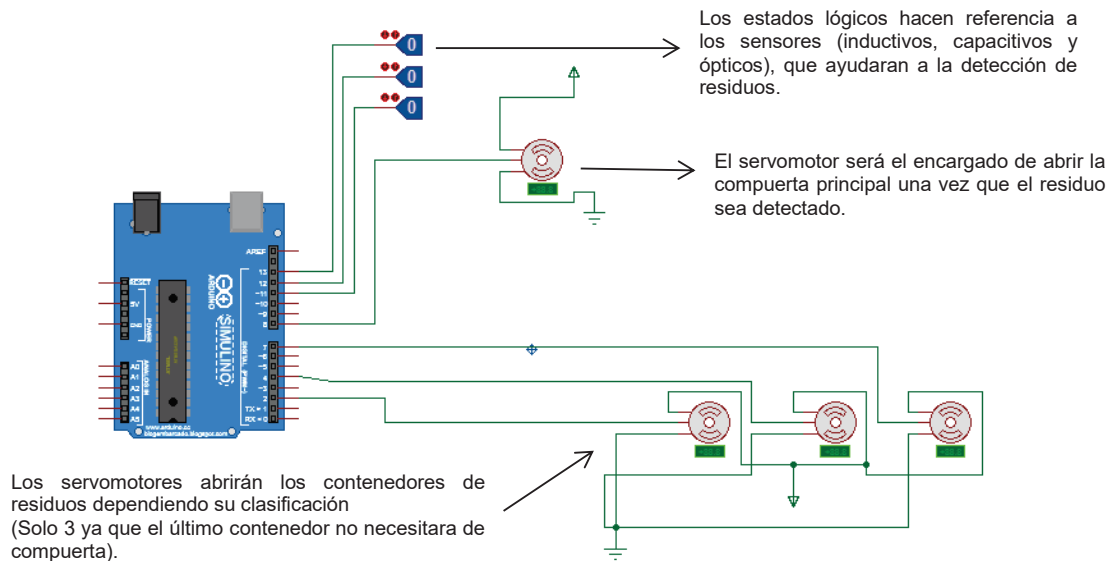 Los estados lógicos hacen referencia a
los sensores (inductivos, capacitivos y
ópticos), que ayudaran a la detección de
residuos.
0
0
0
El servomotor será el encargado de abrir la
compuerta principal una vez que el residuo
sea detectado.
AREF
13
12
~11
~10
~9
8
RESET
5V
GND
POWER
ARDUINO
SIMULINO
DIGITAL (PWM~)
7
~6
~5
4
~3
2
TX ► 1
RX ◄ 0
ANALOG IN
A0
A1
A2
A3
A4
A5
www.arduino.cc
blogembarcado.blogspot.com
Los servomotores abrirán los contenedores de
residuos dependiendo su clasificación
(Solo 3 ya que el último contenedor no necesitara de
compuerta).